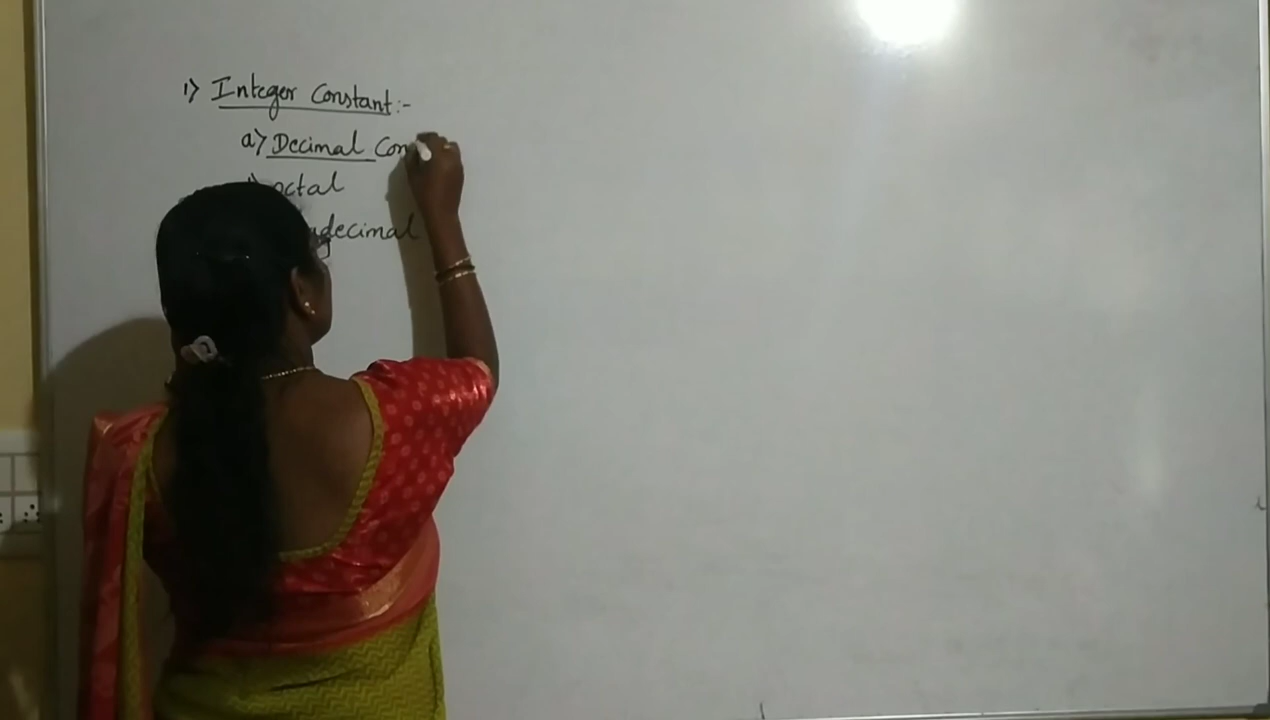 1) Integer Constant:-
a) Decimal Con
octal
decimal